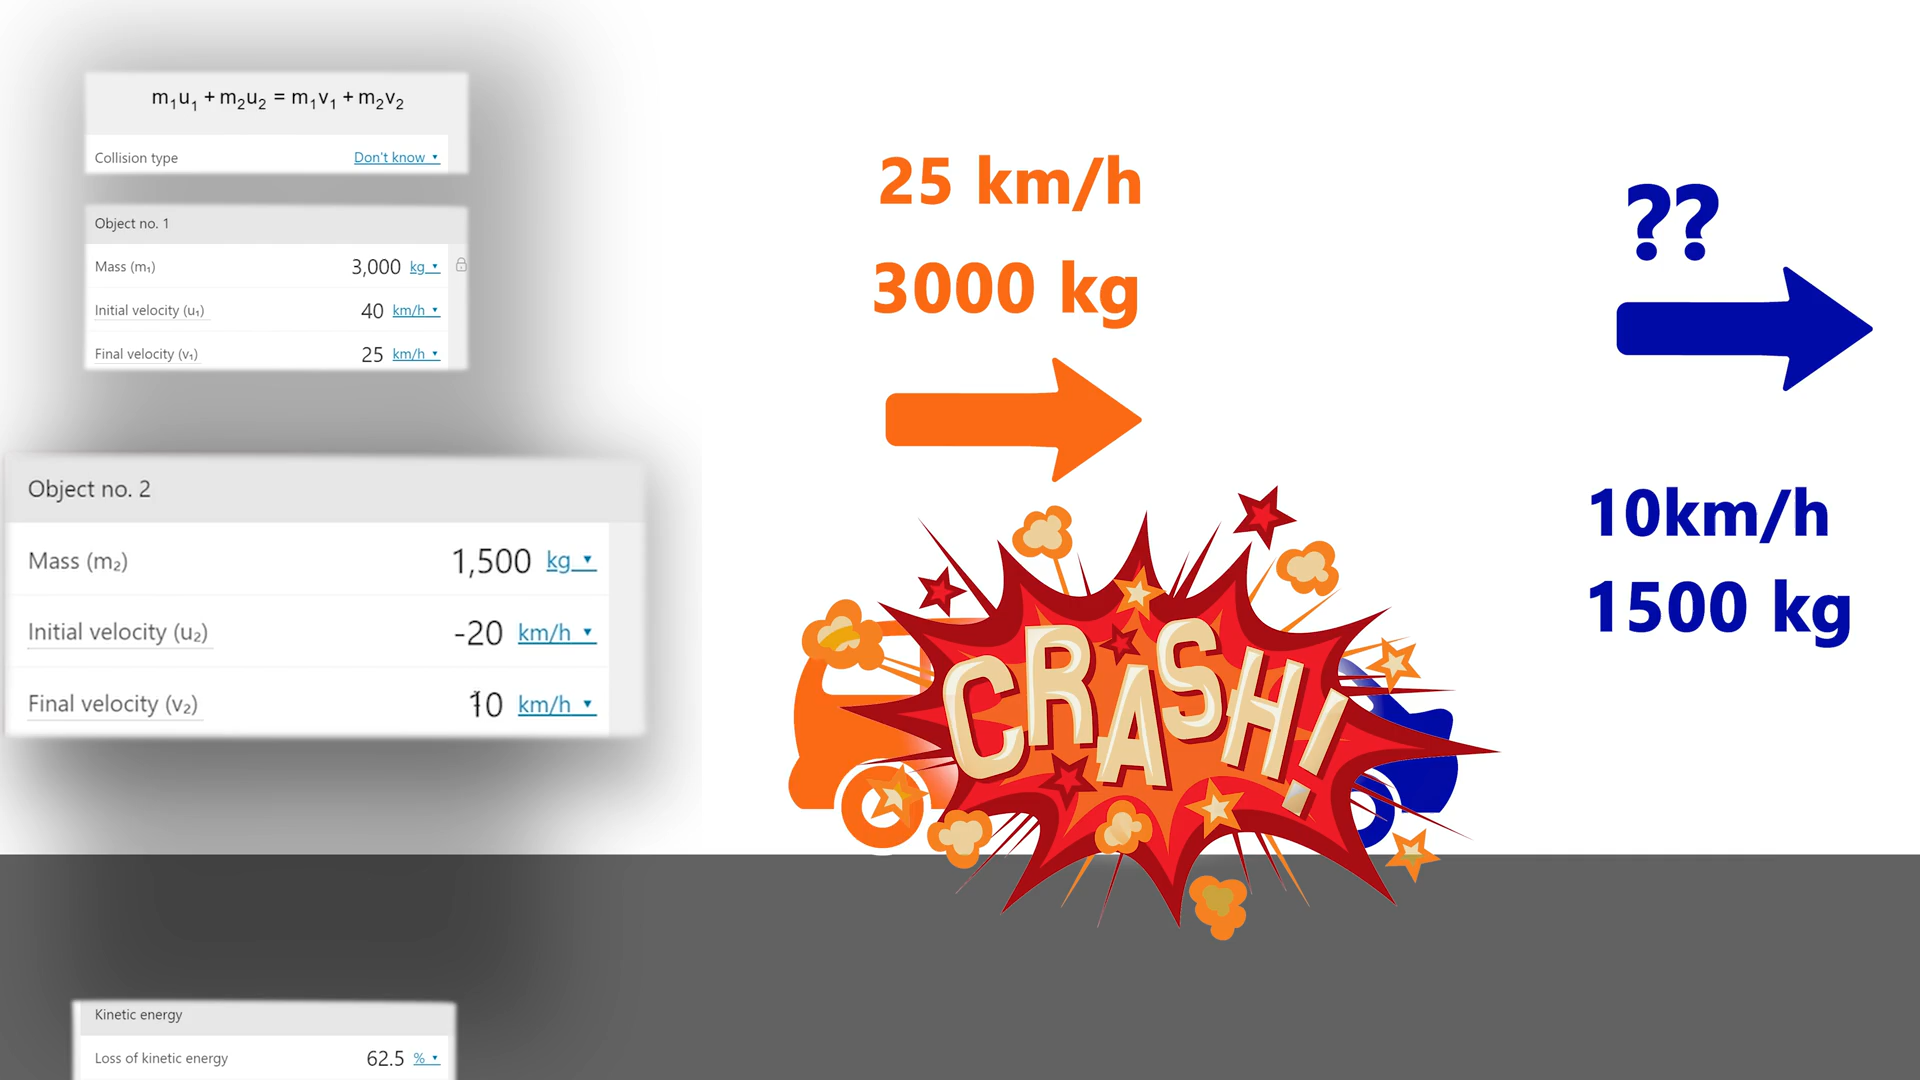 m₁u₁ + m₂u₂ = m₁v₁ + m₂v₂
Collision type Don't know ▾
Object no. 1
Mass (m₁) 3,000 kg ▾
Initial velocity (u₁) 40 km/h ▾
Final velocity (v₁) 25 km/h ▾
Object no. 2
Mass (m₂) 1,500 kg ▾
Initial velocity (u₂) -20 km/h ▾
Final velocity (v₂) 10 km/h ▾
Kinetic energy
Loss of kinetic energy 62.5 % ▾
25 km/h
3000 kg
??
10km/h
1500 kg
CRASH!